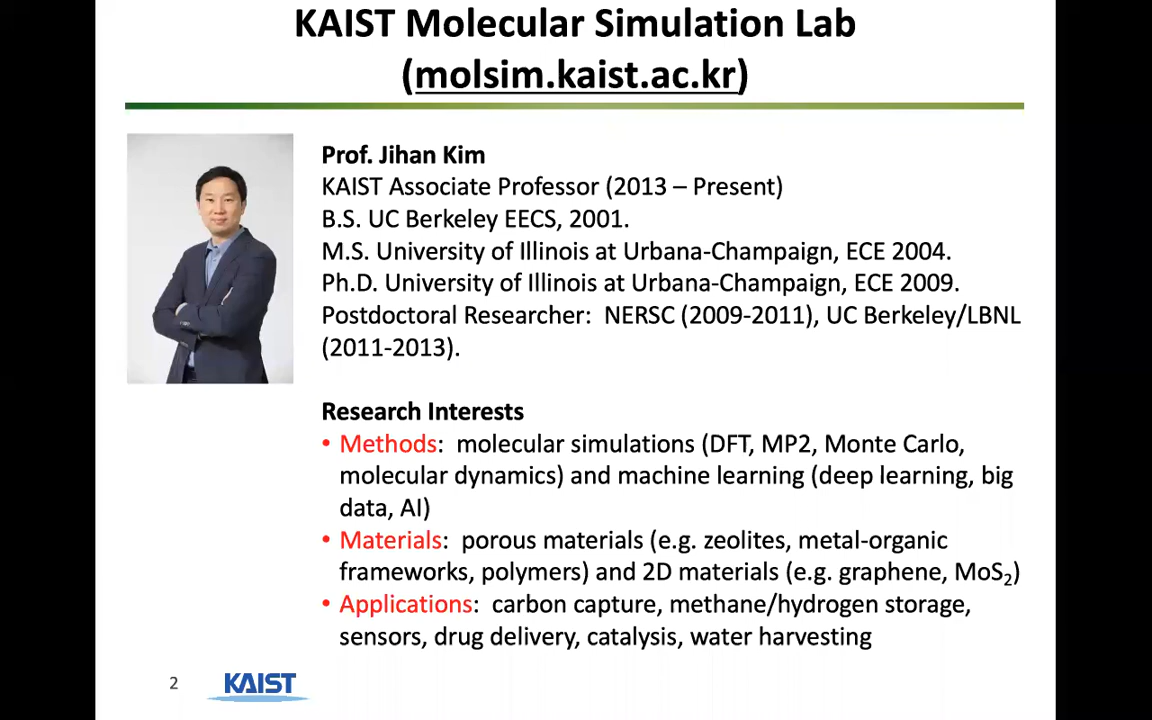 KAIST Molecular Simulation Lab
(molsim.kaist.ac.kr)
Prof. Jihan Kim
KAIST Associate Professor (2013 – Present)
B.S. UC Berkeley EECS, 2001.
M.S. University of Illinois at Urbana-Champaign, ECE 2004.
Ph.D. University of Illinois at Urbana-Champaign, ECE 2009.
Postdoctoral Researcher:  NERSC (2009-2011), UC Berkeley/LBNL
(2011-2013).
Research Interests
• Methods:  molecular simulations (DFT, MP2, Monte Carlo,
molecular dynamics) and machine learning (deep learning, big
data, AI)
• Materials:  porous materials (e.g. zeolites, metal-organic
frameworks, polymers) and 2D materials (e.g. graphene, MoS₂)
• Applications:  carbon capture, methane/hydrogen storage,
sensors, drug delivery, catalysis, water harvesting
2
KAIST